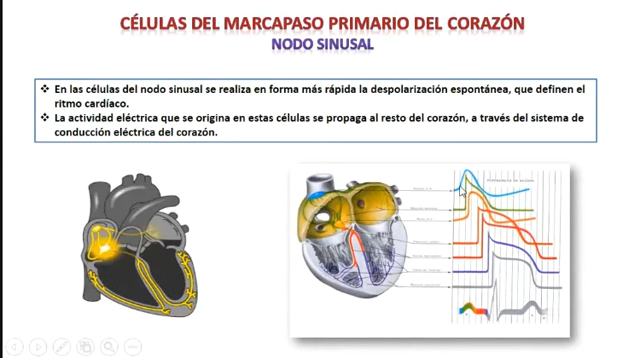 CÉLULAS DEL MARCAPASO PRIMARIO DEL CORAZÓN
NODO SINUSAL
❖ En las células del nodo sinusal se realiza en forma más rápida la despolarización espontánea, que definen el
ritmo cardíaco.
❖ La actividad eléctrica que se origina en estas células se propaga al resto del corazón, a través del sistema de
conducción eléctrica del corazón.